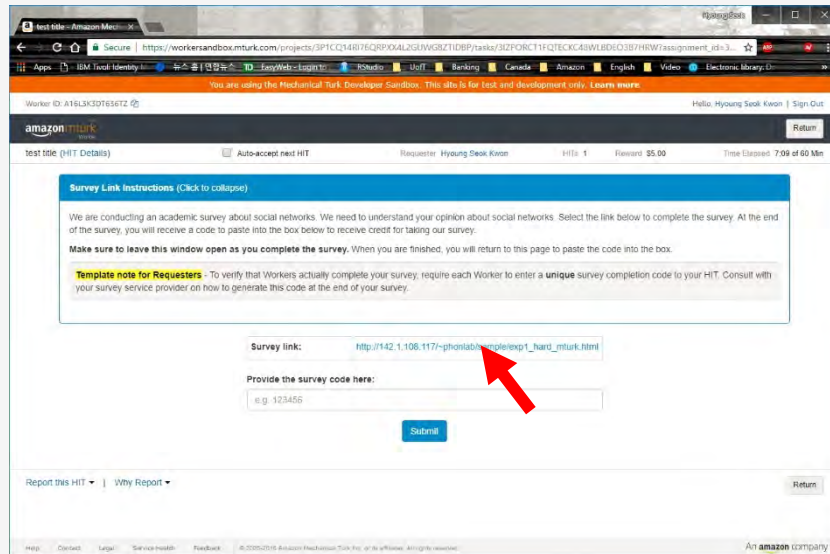 test title - Amazon Mec
Secure | https://workersandbox.mturk.com/projects/
Apps IBM Tivoli Identity 뉴스 홈 | 연합뉴스 TD EasyWeb - Login RStudio UofT Banking Canada Amazon English Video Electronic library.
You are using the Mechanical Turk Developer Sandbox. This site is for test and development only. Learn more
Worker ID: Hello, Hyoung Seok Kwon | Sign Out
amazon mturk Return
test title (HIT Details) Auto-accept next HIT Requester Hyoung Seok Kwon HITs 1 Reward $5.00 Time Elapsed 7:09 of 60 Min
Survey Link Instructions (Click to collapse)
We are conducting an academic survey about social networks. We need to understand your opinion about social networks. Select the link below to complete the survey. At the end
of the survey, you will receive a code to paste into the box below to receive credit for taking our survey.
Make sure to leave this window open as you complete the survey. When you are finished, you will return to this page to paste the code into the box.
Template note for Requesters - To verify that Workers actually complete your survey, require each Worker to enter a unique survey completion code to your HIT. Consult with
your survey service provider on how to generate this code at the end of your survey.
Survey link: http://142.1.108.117/~phonlab/sample/exp1_hard_mturk.html
Provide the survey code here:
e.g. 123456
Submit
Report this HIT | Why Report Return
Help Contact Legal Service Health Feedback An amazon company